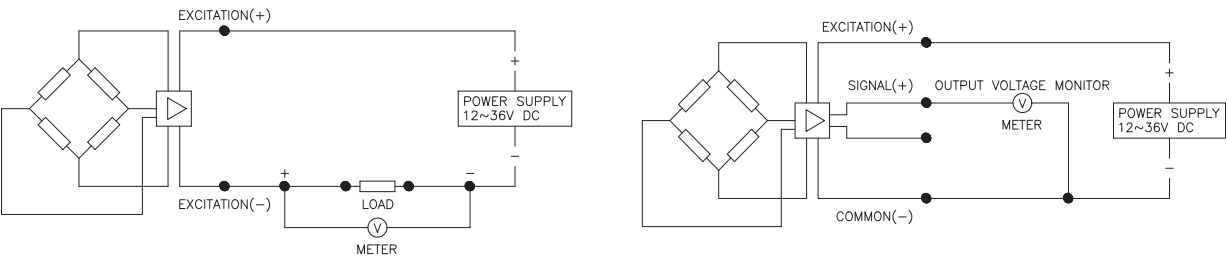 EXCITATION(+)
+
POWER SUPPLY
12~36V DC
−
+
−
EXCITATION(−)
LOAD
V
METER
EXCITATION(+)
+
SIGNAL(+)
OUTPUT VOLTAGE MONITOR
V
METER
POWER SUPPLY
12~36V DC
−
COMMON(−)